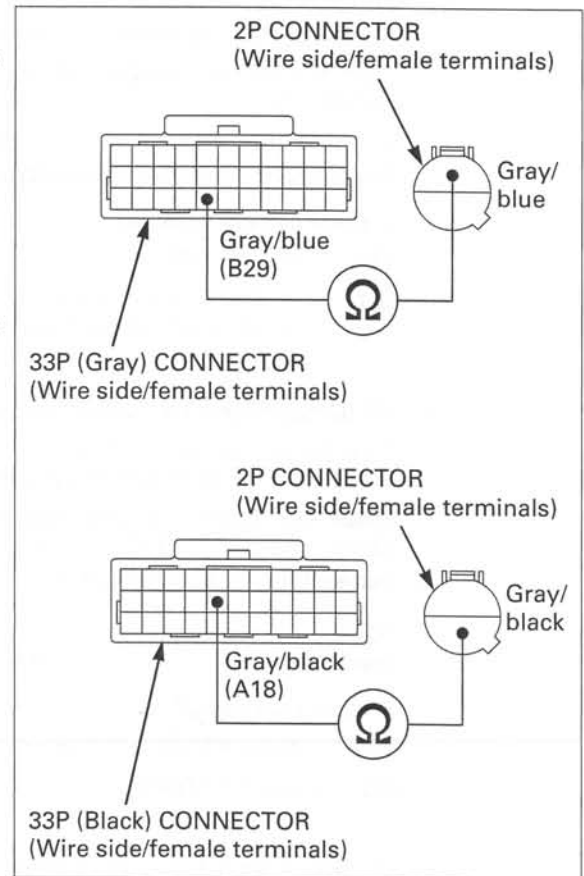 2P CONNECTOR
(Wire side/female terminals)
Gray/
blue
Gray/blue
(B29)
Ω
33P (Gray) CONNECTOR
(Wire side/female terminals)
2P CONNECTOR
(Wire side/female terminals)
Gray/
black
Gray/black
(A18)
Ω
33P (Black) CONNECTOR
(Wire side/female terminals)